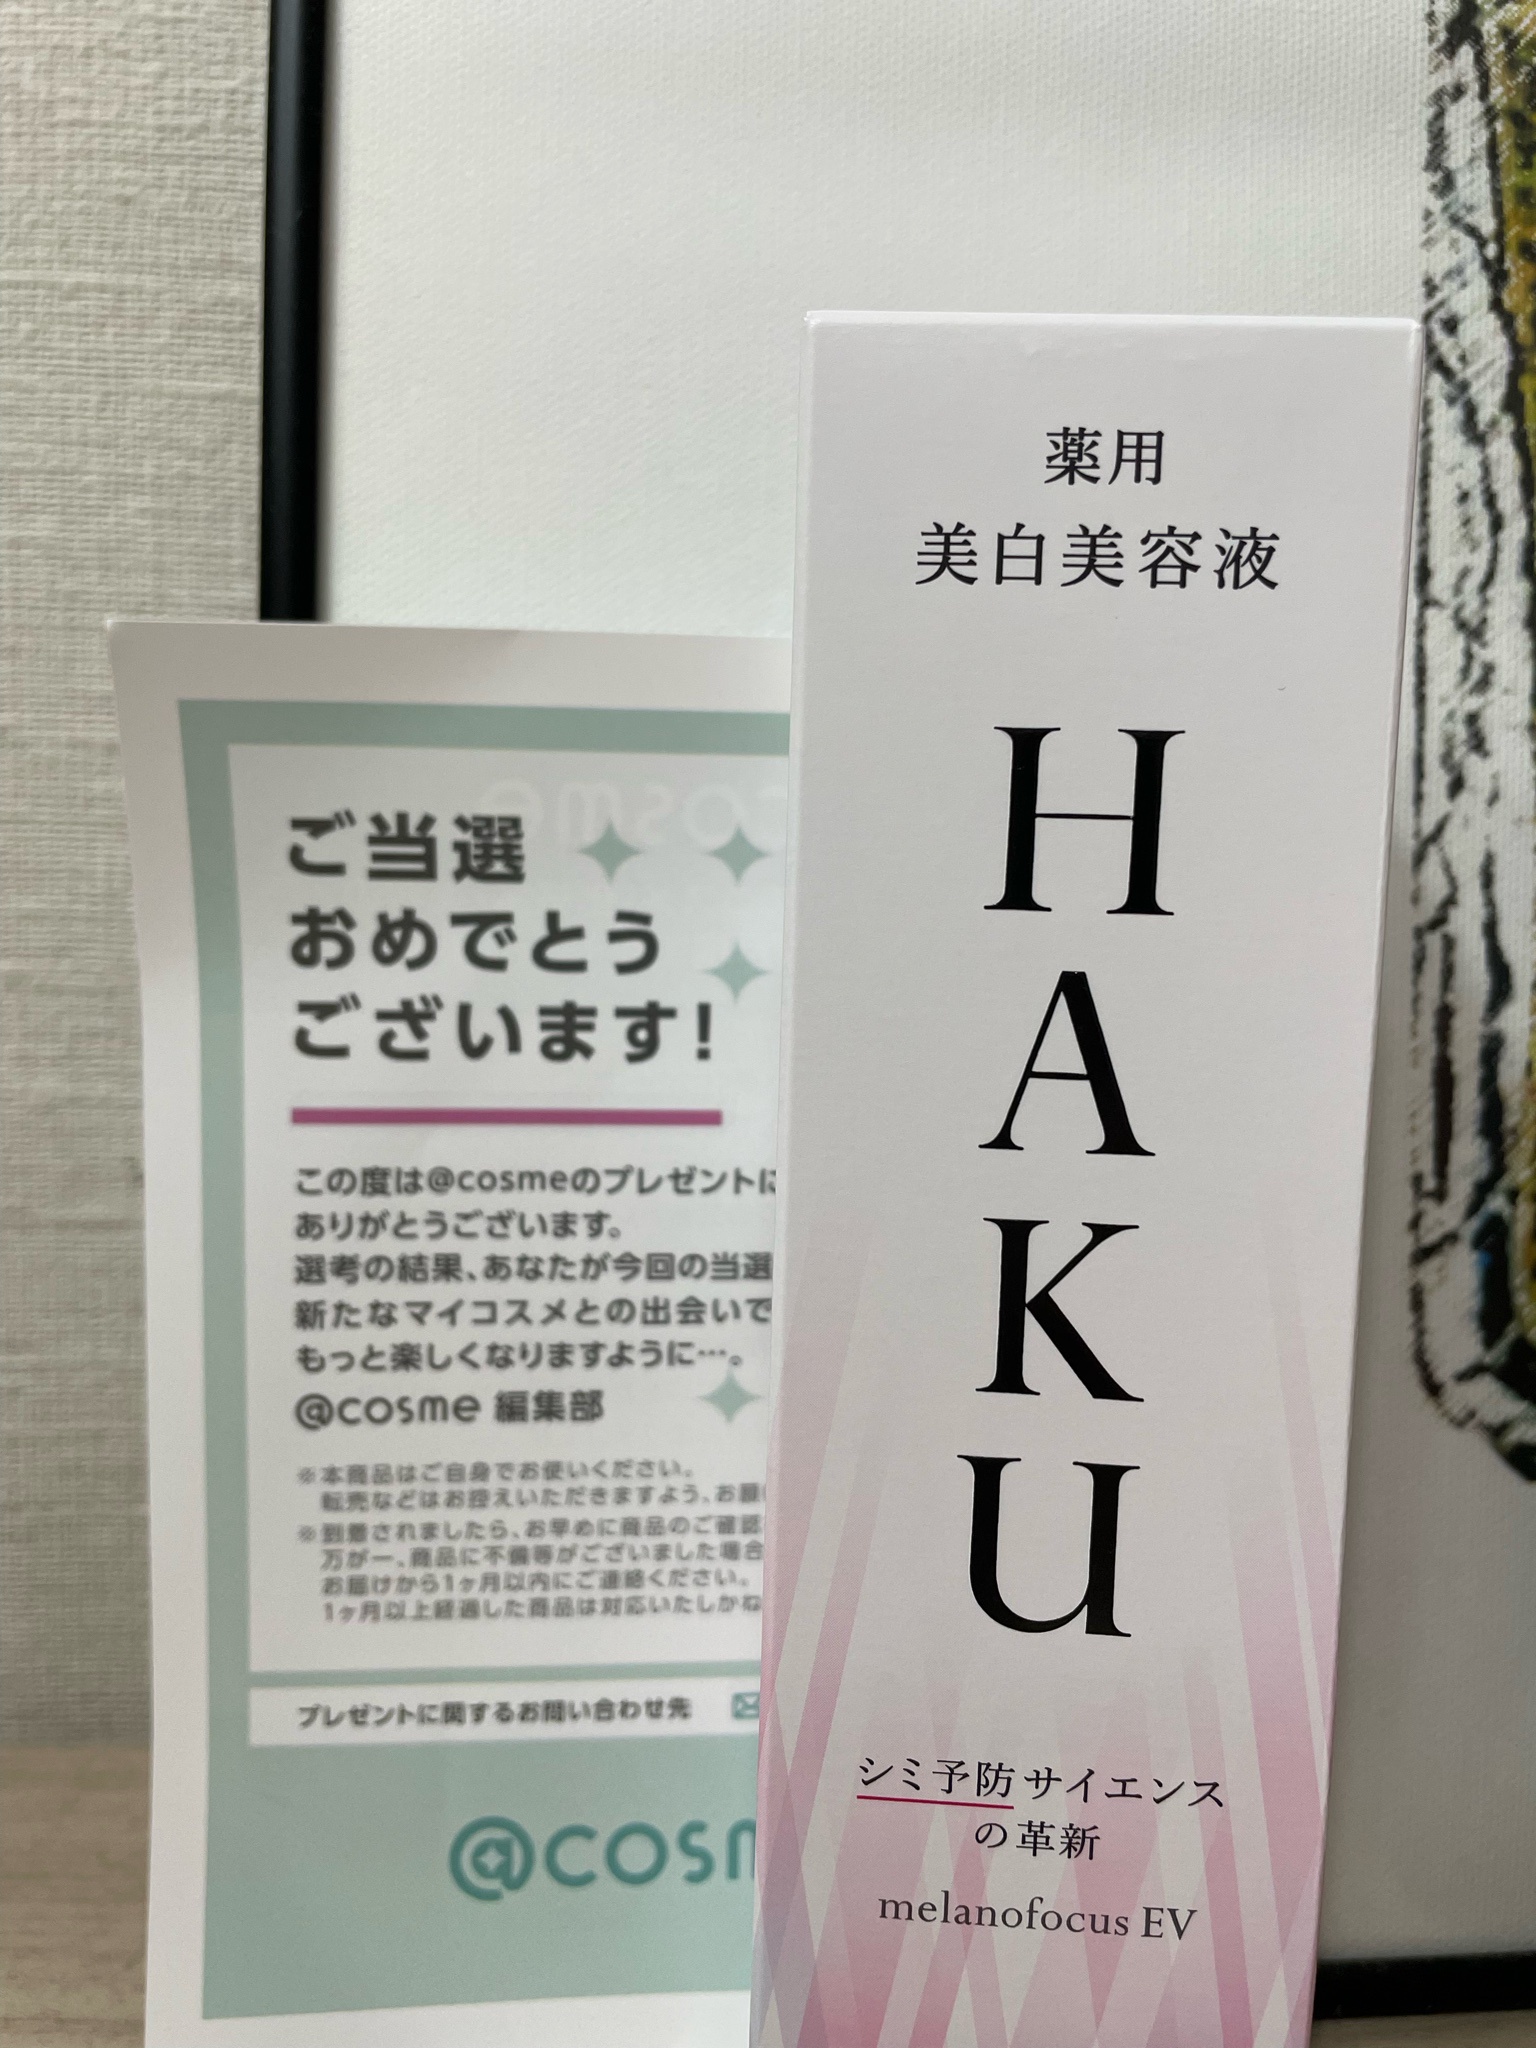 ご当選
おめでとう
ございます!
この度は@cosmeのプレゼントに
ありがとうございます。
選考の結果、あなたが今回の当選
新たなマイコスメとの出会いで
もっと楽しくなりますように…。
@cosme 編集部
※本商品はご自身でお使いください。
転売などはお控えいただきますよう、お願
※到着されましたら、お早めに商品のご確認
万が一、商品に不備等がございました場合
お届けから1ヶ月以内にご連絡ください。
1ヶ月以上経過した商品は対応いたしかね
プレゼントに関するお問い合わせ先
@cosm
薬用
美白美容液
H
A
K
U
シミ予防サイエンス
の革新
melanofocus EV